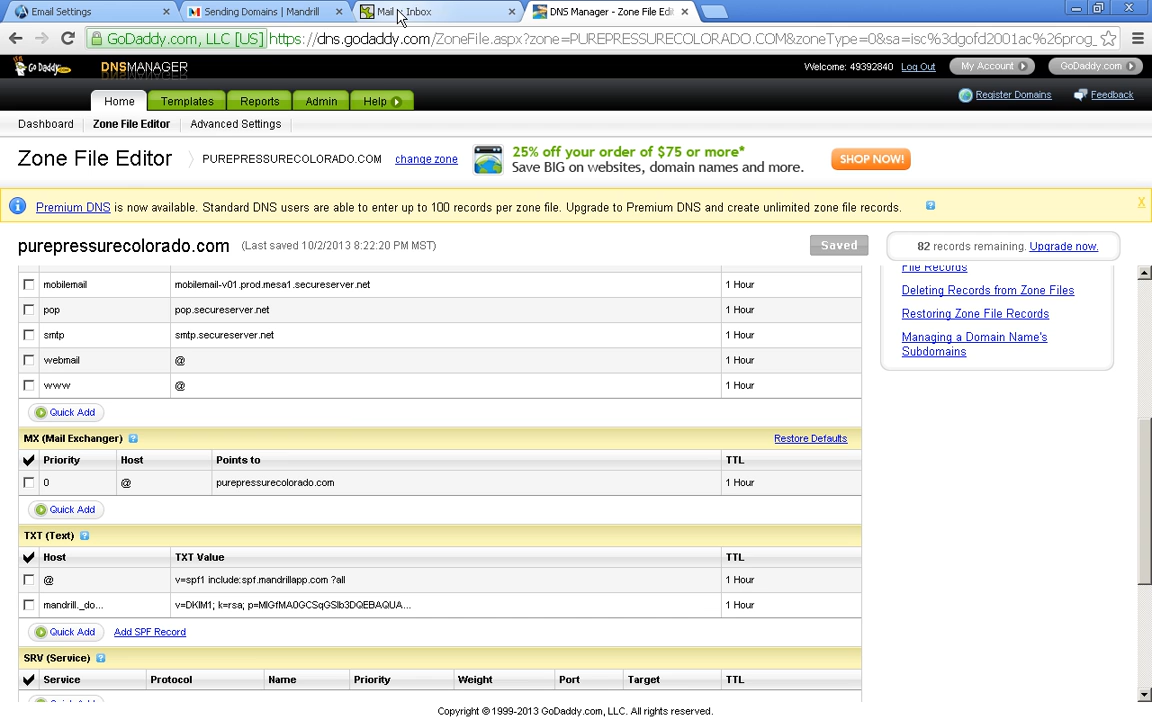 Email Settings
Sending Domains | Mandrill
Mail Inbox
DNS Manager - Zone File Edi
GoDaddy.com, LLC [US]
https://dns.godaddy.com/ZoneFile.aspx?zone=PUREPRESSURECOLORADO.COM&zoneType=0&sa=isc%3dgofd2001ac%26prog_
Go Daddy.com
DNSMANAGER
Welcome: 49392840 Log Out My Account GoDaddy.com
Home Templates Reports Admin Help
Register Domains Feedback
Dashboard Zone File Editor Advanced Settings
Zone File Editor PUREPRESSURECOLORADO.COM change zone
25% off your order of $75 or more*
Save BIG on websites, domain names and more.
SHOP NOW!
Premium DNS is now available. Standard DNS users are able to enter up to 100 records per zone file. Upgrade to Premium DNS and create unlimited zone file records. ?
X
purepressurecolorado.com (Last saved 10/2/2013 8:22:20 PM MST) Saved
82 records remaining. Upgrade now.
File Records
Deleting Records from Zone Files
Restoring Zone File Records
Managing a Domain Name's
Subdomains
mobilemail mobilemail-v01.prod.mesa1.secureserver.net 1 Hour
pop pop.secureserver.net 1 Hour
smtp smtp.secureserver.net 1 Hour
webmail @ 1 Hour
www @ 1 Hour
Quick Add
MX (Mail Exchanger) ? Restore Defaults
Priority Host Points to TTL
0 @ purepressurecolorado.com 1 Hour
Quick Add
TXT (Text) ?
Host TXT Value TTL
@ v=spf1 include:spf.mandrillapp.com ?all 1 Hour
mandrill._do... v=DKIM1; k=rsa; p=MIGfMA0GCSqGSIb3DQEBAQUA... 1 Hour
Quick Add Add SPF Record
SRV (Service) ?
Service Protocol Name Priority Weight Port Target TTL
Copyright © 1999-2013 GoDaddy.com, LLC. All rights reserved.